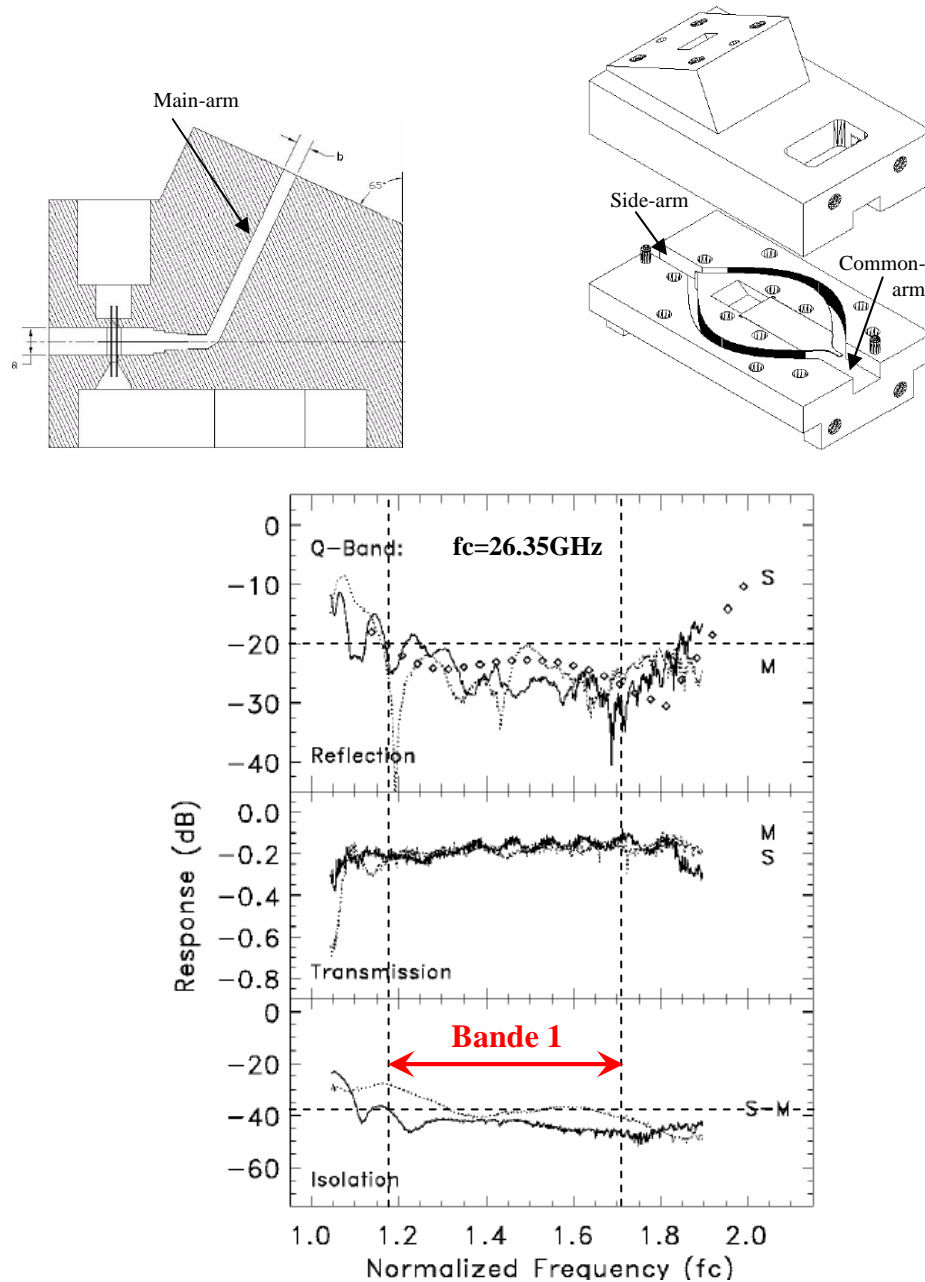 Main-arm
b
65°
a
Side-arm
Common-
arm
Q-Band:
fc=26.35GHz
0
−10
−20
−30
−40
S
M
Reflection
0.0
−0.2
−0.4
−0.6
−0.8
M
S
Transmission
Response (dB)
0
−20
−40
−60
Bande 1
S−M
Isolation
1.0 1.2 1.4 1.6 1.8 2.0
Normalized Frequency (fc)